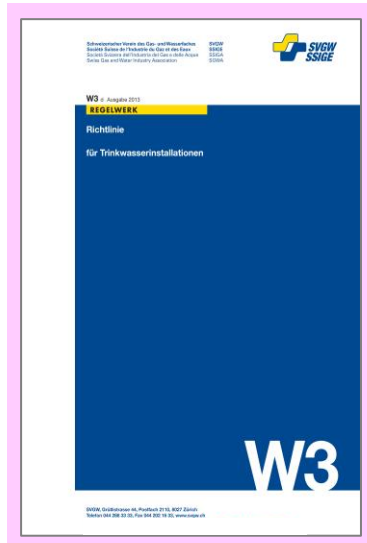 Schweizerischer Verein des Gas- und Wasserfaches SVGW
Société Suisse de l'Industrie du Gaz et des Eaux SSIGE
Società Svizzera dell'Industria del Gas e delle Acque SSIGA
Swiss Gas and Water Industry Association SGWA
SVGW
SSIGE
W3 d Ausgabe 2013
REGELWERK
Richtlinie
für Trinkwasserinstallationen
W3
SVGW, Grütlistrasse 44, Postfach 2110, 8027 Zürich
Telefon 044 288 33 33, Fax 044 202 16 33, www.svgw.ch